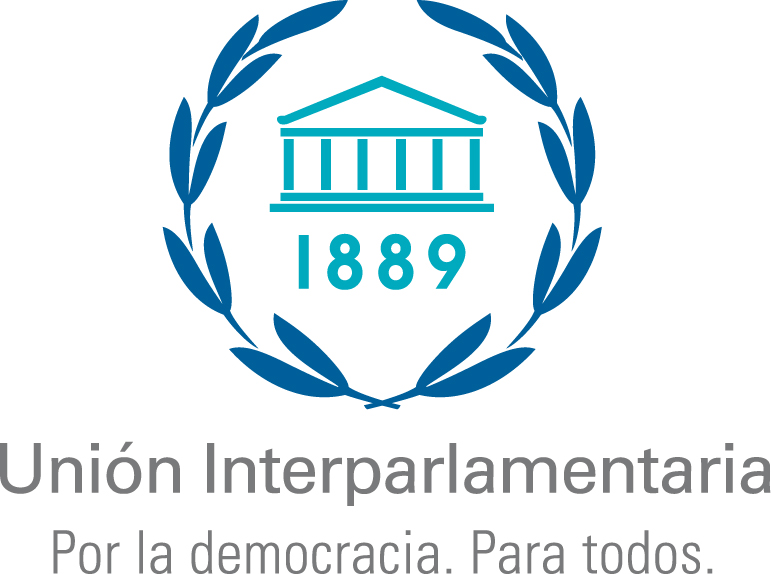 1889
Unión Interparlamentaria
Por la democracia. Para todos.